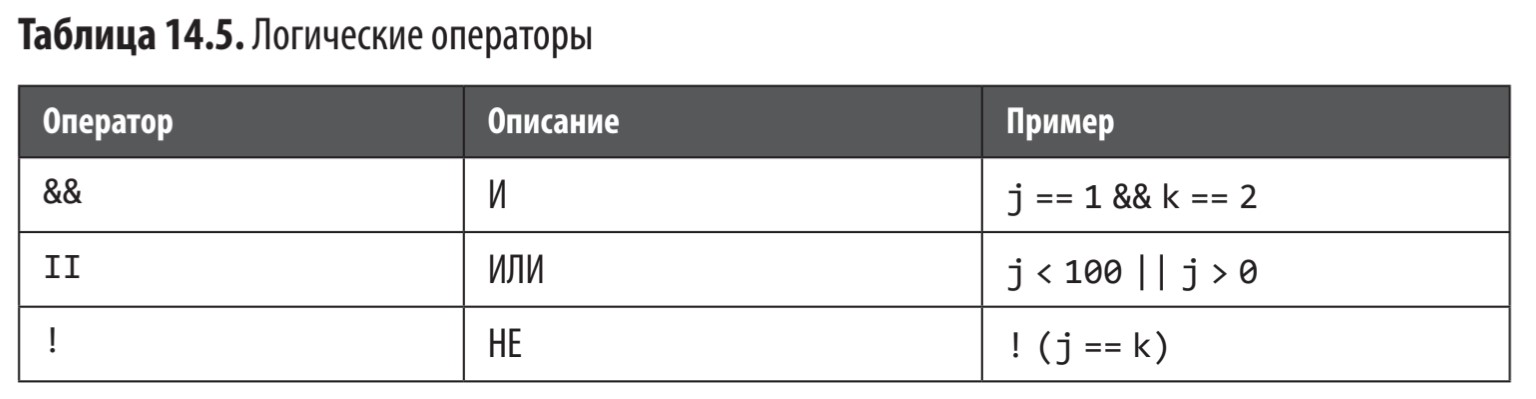 Таблица 14.5. Логические операторы
Оператор Описание Пример
&& И j == 1 && k == 2
II ИЛИ j < 100 || j > 0
! НЕ ! (j == k)